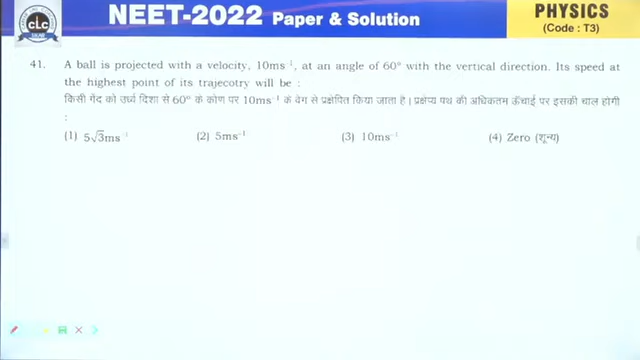 NEET-2022 Paper & Solution
PHYSICS
(Code : T3)
CLC
SIKAR
41. A ball is projected with a velocity, 10ms⁻¹, at an angle of 60° with the vertical direction. Its speed at
the highest point of its trajecotry will be :
किसी गेंद को उर्ध्व दिशा से 60° के कोण पर 10ms⁻¹ के वेग से प्रक्षेपित किया जाता है। प्रक्षेप्य पथ की अधिकतम ऊँचाई पर इसकी चाल होगी
:
(1) 5√3ms⁻¹ (2) 5ms⁻¹ (3) 10ms⁻¹ (4) Zero (शून्य)